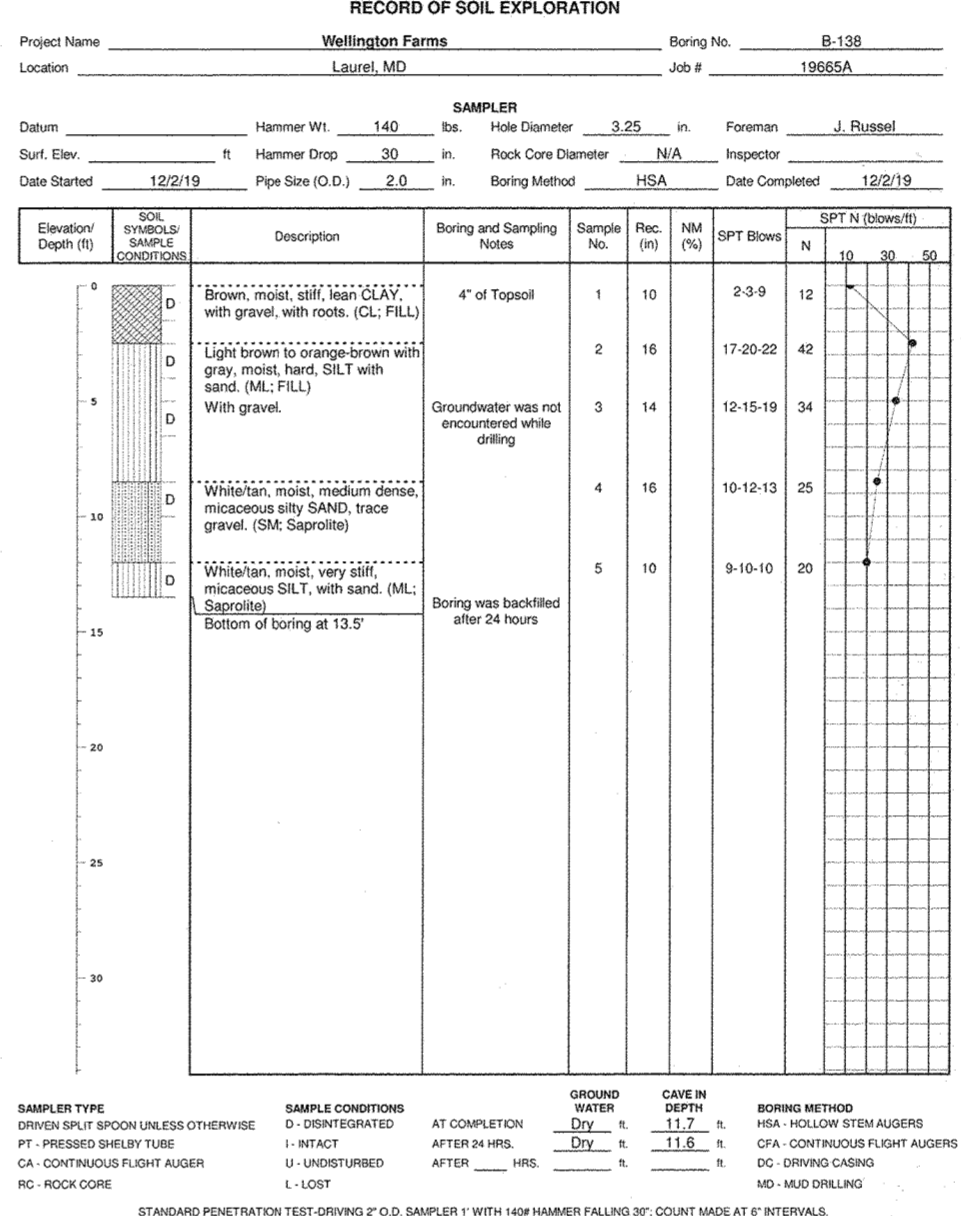 RECORD OF SOIL EXPLORATION
Project Name Wellington Farms Boring No. B-138
Location Laurel, MD Job # 19665A
SAMPLER
Datum Hammer Wt. 140 lbs. Hole Diameter 3.25 in. Foreman J. Russel
Surf. Elev. ft Hammer Drop 30 in. Rock Core Diameter N/A Inspector
Date Started 12/2/19 Pipe Size (O.D.) 2.0 in. Boring Method HSA Date Completed 12/2/19
Elevation/ Depth (ft) SOIL SYMBOLS/ SAMPLE CONDITIONS Description Boring and Sampling Notes Sample No. Rec. (in) NM (%) SPT Blows N SPT N (blows/ft)
10 30 50
0 D Brown, moist, stiff, lean CLAY, 4" of Topsoil 1 10 2-3-9 12
with gravel, with roots. (CL; FILL)
D Light brown to orange-brown with 2 16 17-20-22 42
gray, moist, hard, SILT with
sand. (ML; FILL)
5 D With gravel. Groundwater was not 3 14 12-15-19 34
encountered while
drilling
D White/tan, moist, medium dense, 4 16 10-12-13 25
micaceous silty SAND, trace
10 gravel. (SM; Saprolite)
D White/tan, moist, very stiff, 5 10 9-10-10 20
micaceous SILT, with sand. (ML;
Saprolite) Boring was backfilled
15 Bottom of boring at 13.5' after 24 hours
20
25
30
GROUND CAVE IN
SAMPLER TYPE SAMPLE CONDITIONS WATER DEPTH BORING METHOD
DRIVEN SPLIT SPOON UNLESS OTHERWISE D - DISINTEGRATED AT COMPLETION Dry ft. 11.7 ft. HSA - HOLLOW STEM AUGERS
PT - PRESSED SHELBY TUBE I - INTACT AFTER 24 HRS. Dry ft. 11.6 ft. CFA - CONTINUOUS FLIGHT AUGERS
CA - CONTINUOUS FLIGHT AUGER U - UNDISTURBED AFTER HRS. ft. ft. DC - DRIVING CASING
RC - ROCK CORE L - LOST MD - MUD DRILLING
STANDARD PENETRATION TEST-DRIVING 2" O.D. SAMPLER 1' WITH 140# HAMMER FALLING 30"; COUNT MADE AT 6" INTERVALS.